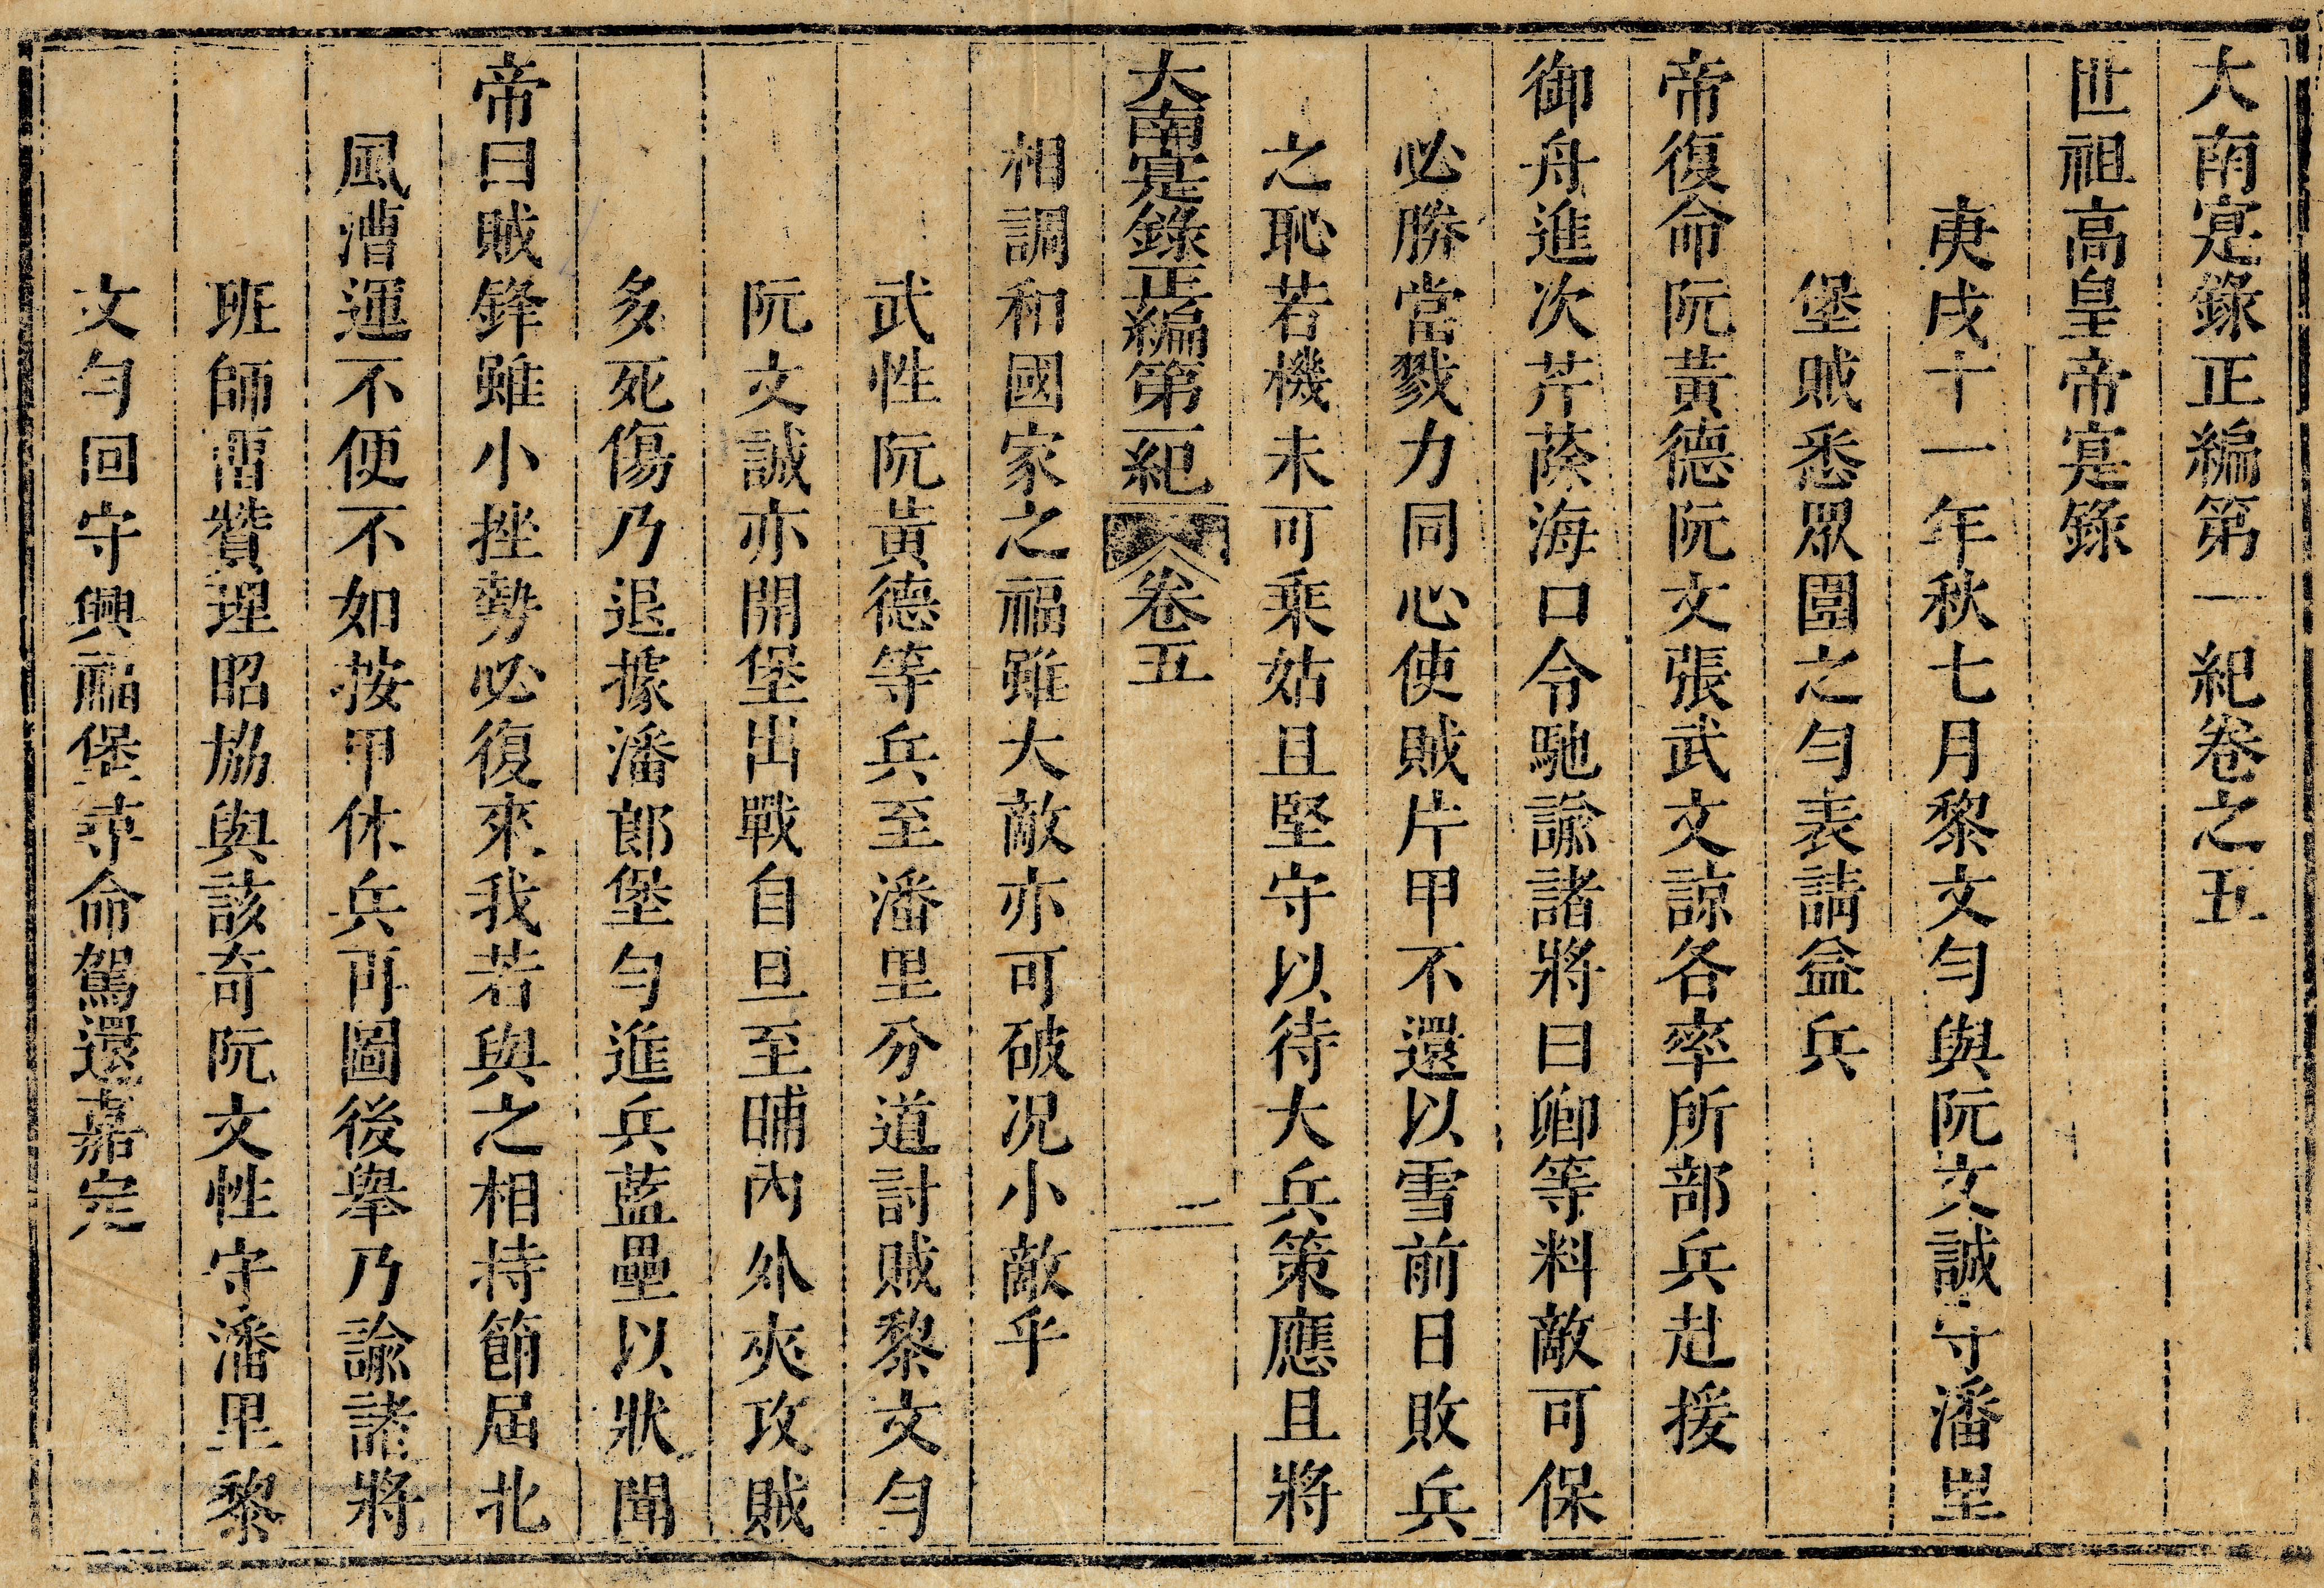 大南寔錄正編第一紀卷之五
世祖高皇帝寔錄
庚戌十一年秋七月黎文勻與阮文誠守潘里
堡賊悉眾圍之勻表請益兵
帝復命阮黃德阮文張武文諒各率所部兵赴援
御舟進次芹蒢海口令馳諭諸將曰卿等料敵可保
必勝當戮力同心使賊片甲不還以雪前日敗兵
之恥若機未可乘姑且堅守以待大兵策應且將
大南寔錄正編第一紀 卷五 一
相調和國家之福雖大敵亦可破况小敵乎
武性阮黃德等兵至潘里分道討賊黎文勻
阮文誠亦開堡出戰自旦至晡內外夾攻賊
多死傷乃退據潘郎堡勻進兵藍壘以狀聞
帝曰賊鋒雖小挫勢必復來我若與之相持節屆北
風漕運不便不如按甲休兵再圖後舉乃諭諸將
班師畱贊理昭協與該奇阮文性守潘里黎
文勻回守興福堡尋命駕還嘉定